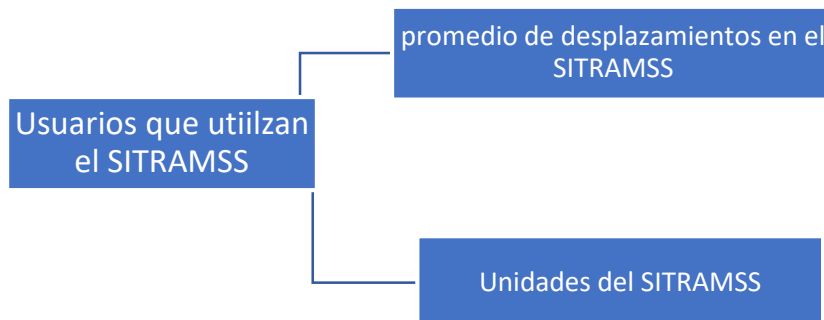 promedio de desplazamientos en el
SITRAMSS
Usuarios que utiilzan
el SITRAMSS
Unidades del SITRAMSS